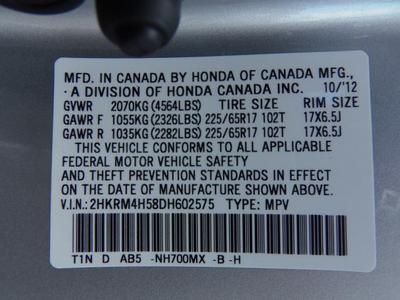 MFD. IN CANADA BY HONDA OF CANADA MFG.,
· A DIVISION OF HONDA CANADA INC. 10/'12
GVWR 2070KG (4564LBS) TIRE SIZE RIM SIZE
GAWR F 1055KG (2326LBS) 225/65R17 102T 17X6.5J
GAWR R 1035KG (2282LBS) 225/65R17 102T 17X6.5J
THIS VEHICLE CONFORMS TO ALL APPLICABLE
FEDERAL MOTOR VEHICLE SAFETY
AND THEFT PREVENTION STANDARDS IN EFFECT
ON THE DATE OF MANUFACTURE SHOWN ABOVE.
V.I.N.: 2HKRM4H58DH602575 TYPE: MPV
T1N D AB5 -NH700MX -B -H